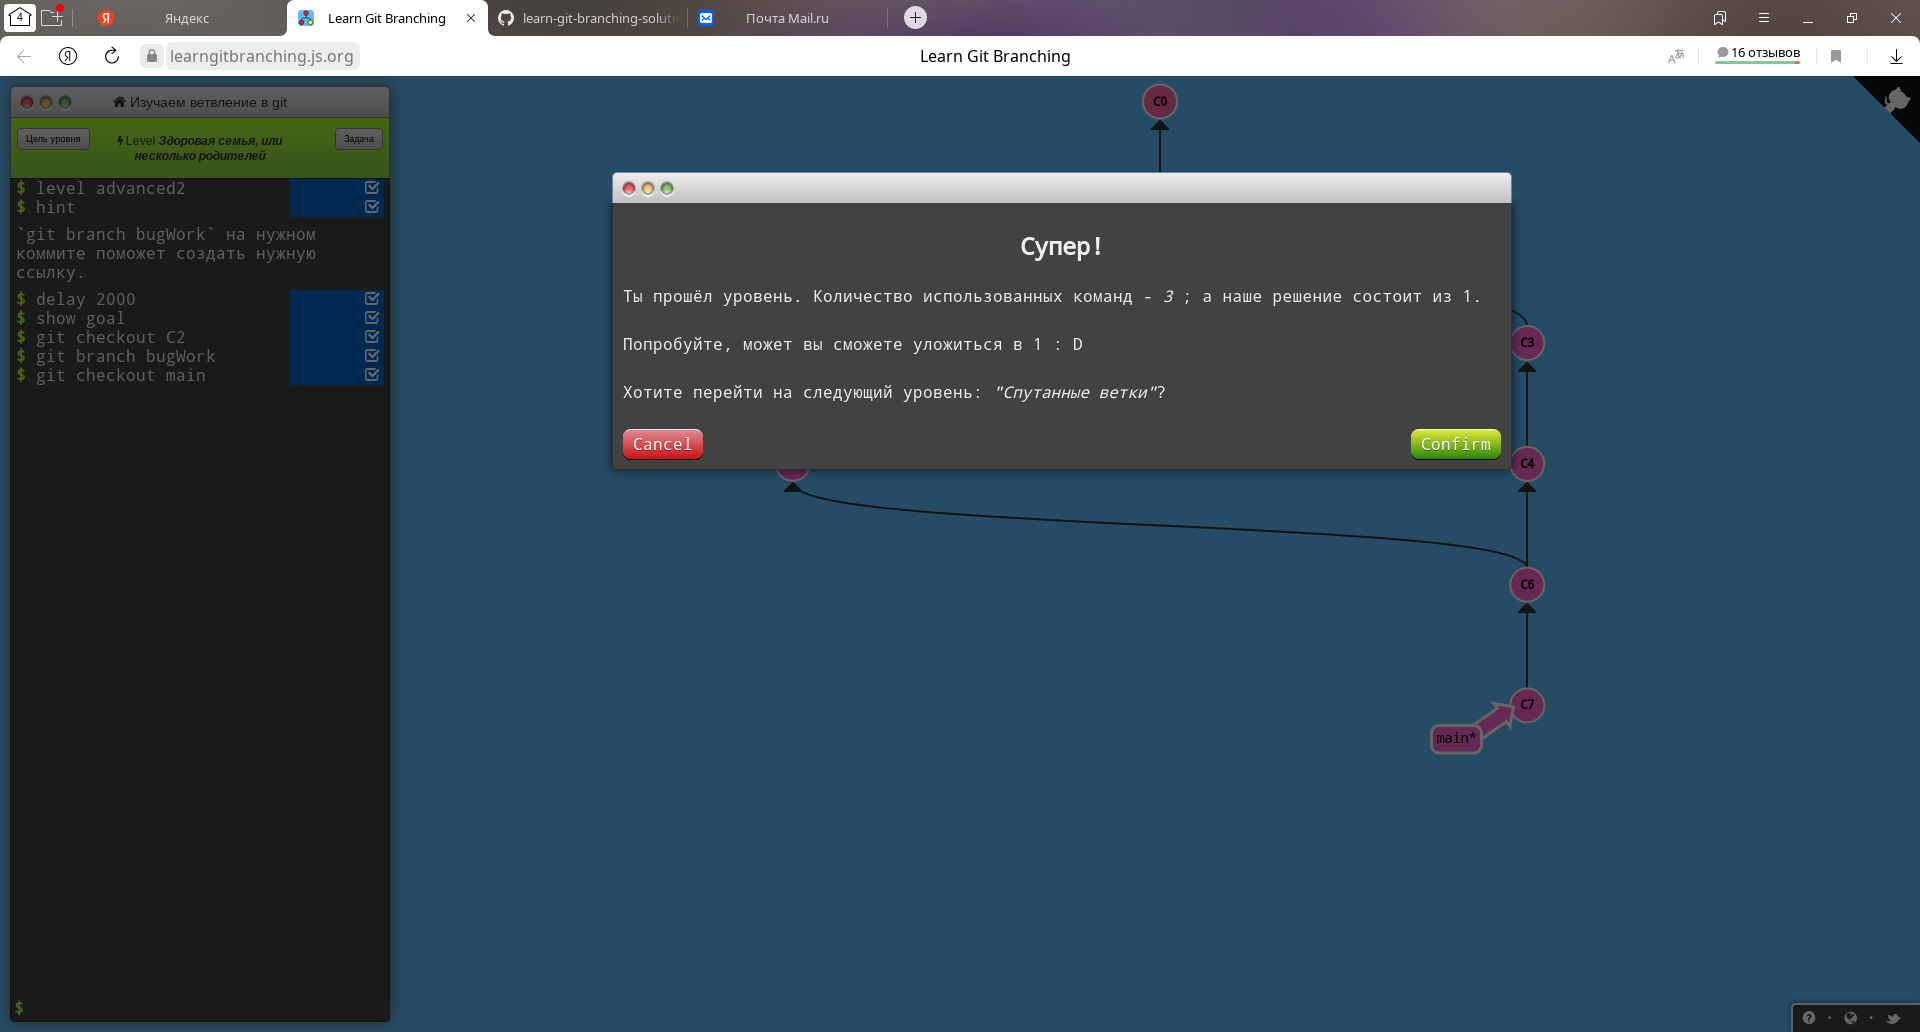 4
Яндекс
Learn Git Branching
learn-git-branching-soluti
Почта Mail.ru
learngitbranching.js.org
Learn Git Branching
16 отзывов
Изучаем ветвление в git
Цель уровня
Level Здоровая семья, или
несколько родителей
Задача
$ level advanced2
$ hint
`git branch bugWork` на нужном
коммите поможет создать нужную
ссылку.
$ delay 2000
$ show goal
$ git checkout C2
$ git branch bugWork
$ git checkout main
$
C0
Супер!
Ты прошёл уровень. Количество использованных команд - 3 ; а наше решение состоит из 1.
Попробуйте, может вы сможете уложиться в 1 : D
Хотите перейти на следующий уровень: "Спутанные ветки"?
Cancel
Confirm
C3
C4
C6
C7
main*